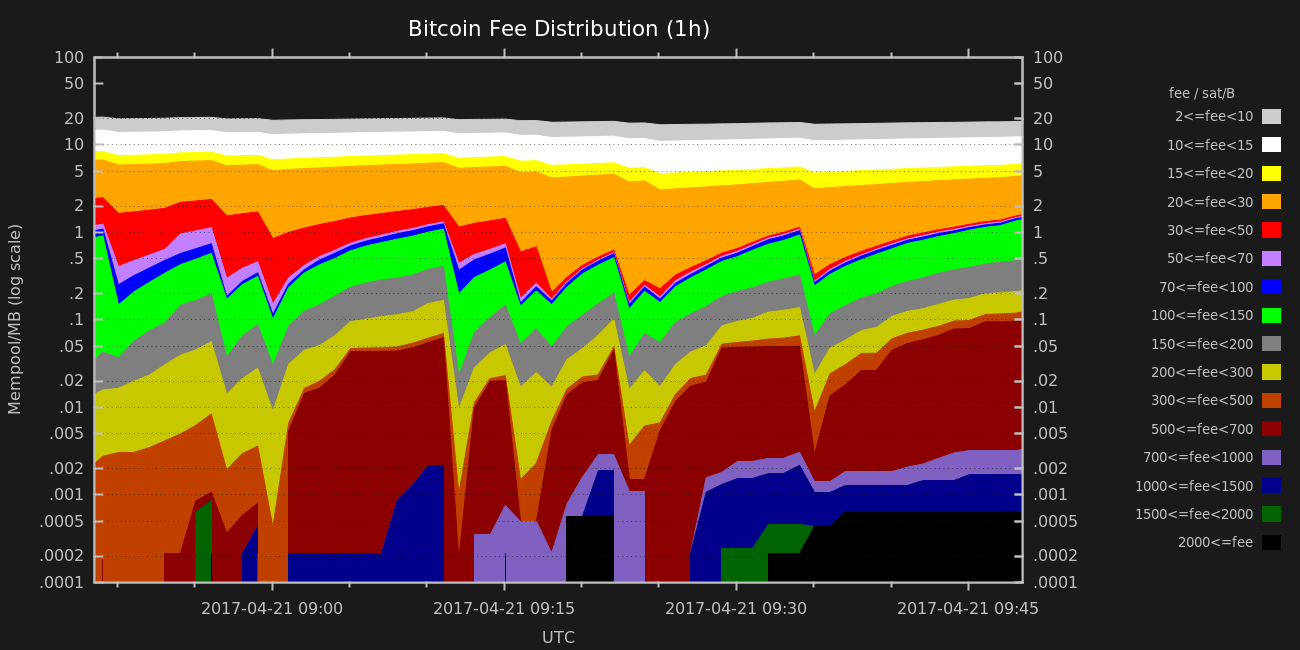 Bitcoin Fee Distribution (1h)
100 100
50 50
20 20
10 10
5 5
2 2
1 1
.5 .5
.2 .2
.1 .1
.05 .05
.02 .02
.01 .01
.005 .005
.002 .002
.001 .001
.0005 .0005
.0002 .0002
.0001 .0001
Mempool/MB (log scale)
2017-04-21 09:00 2017-04-21 09:15 2017-04-21 09:30 2017-04-21 09:45
UTC
fee / sat/B
2<=fee<10
10<=fee<15
15<=fee<20
20<=fee<30
30<=fee<50
50<=fee<70
70<=fee<100
100<=fee<150
150<=fee<200
200<=fee<300
300<=fee<500
500<=fee<700
700<=fee<1000
1000<=fee<1500
1500<=fee<2000
2000<=fee